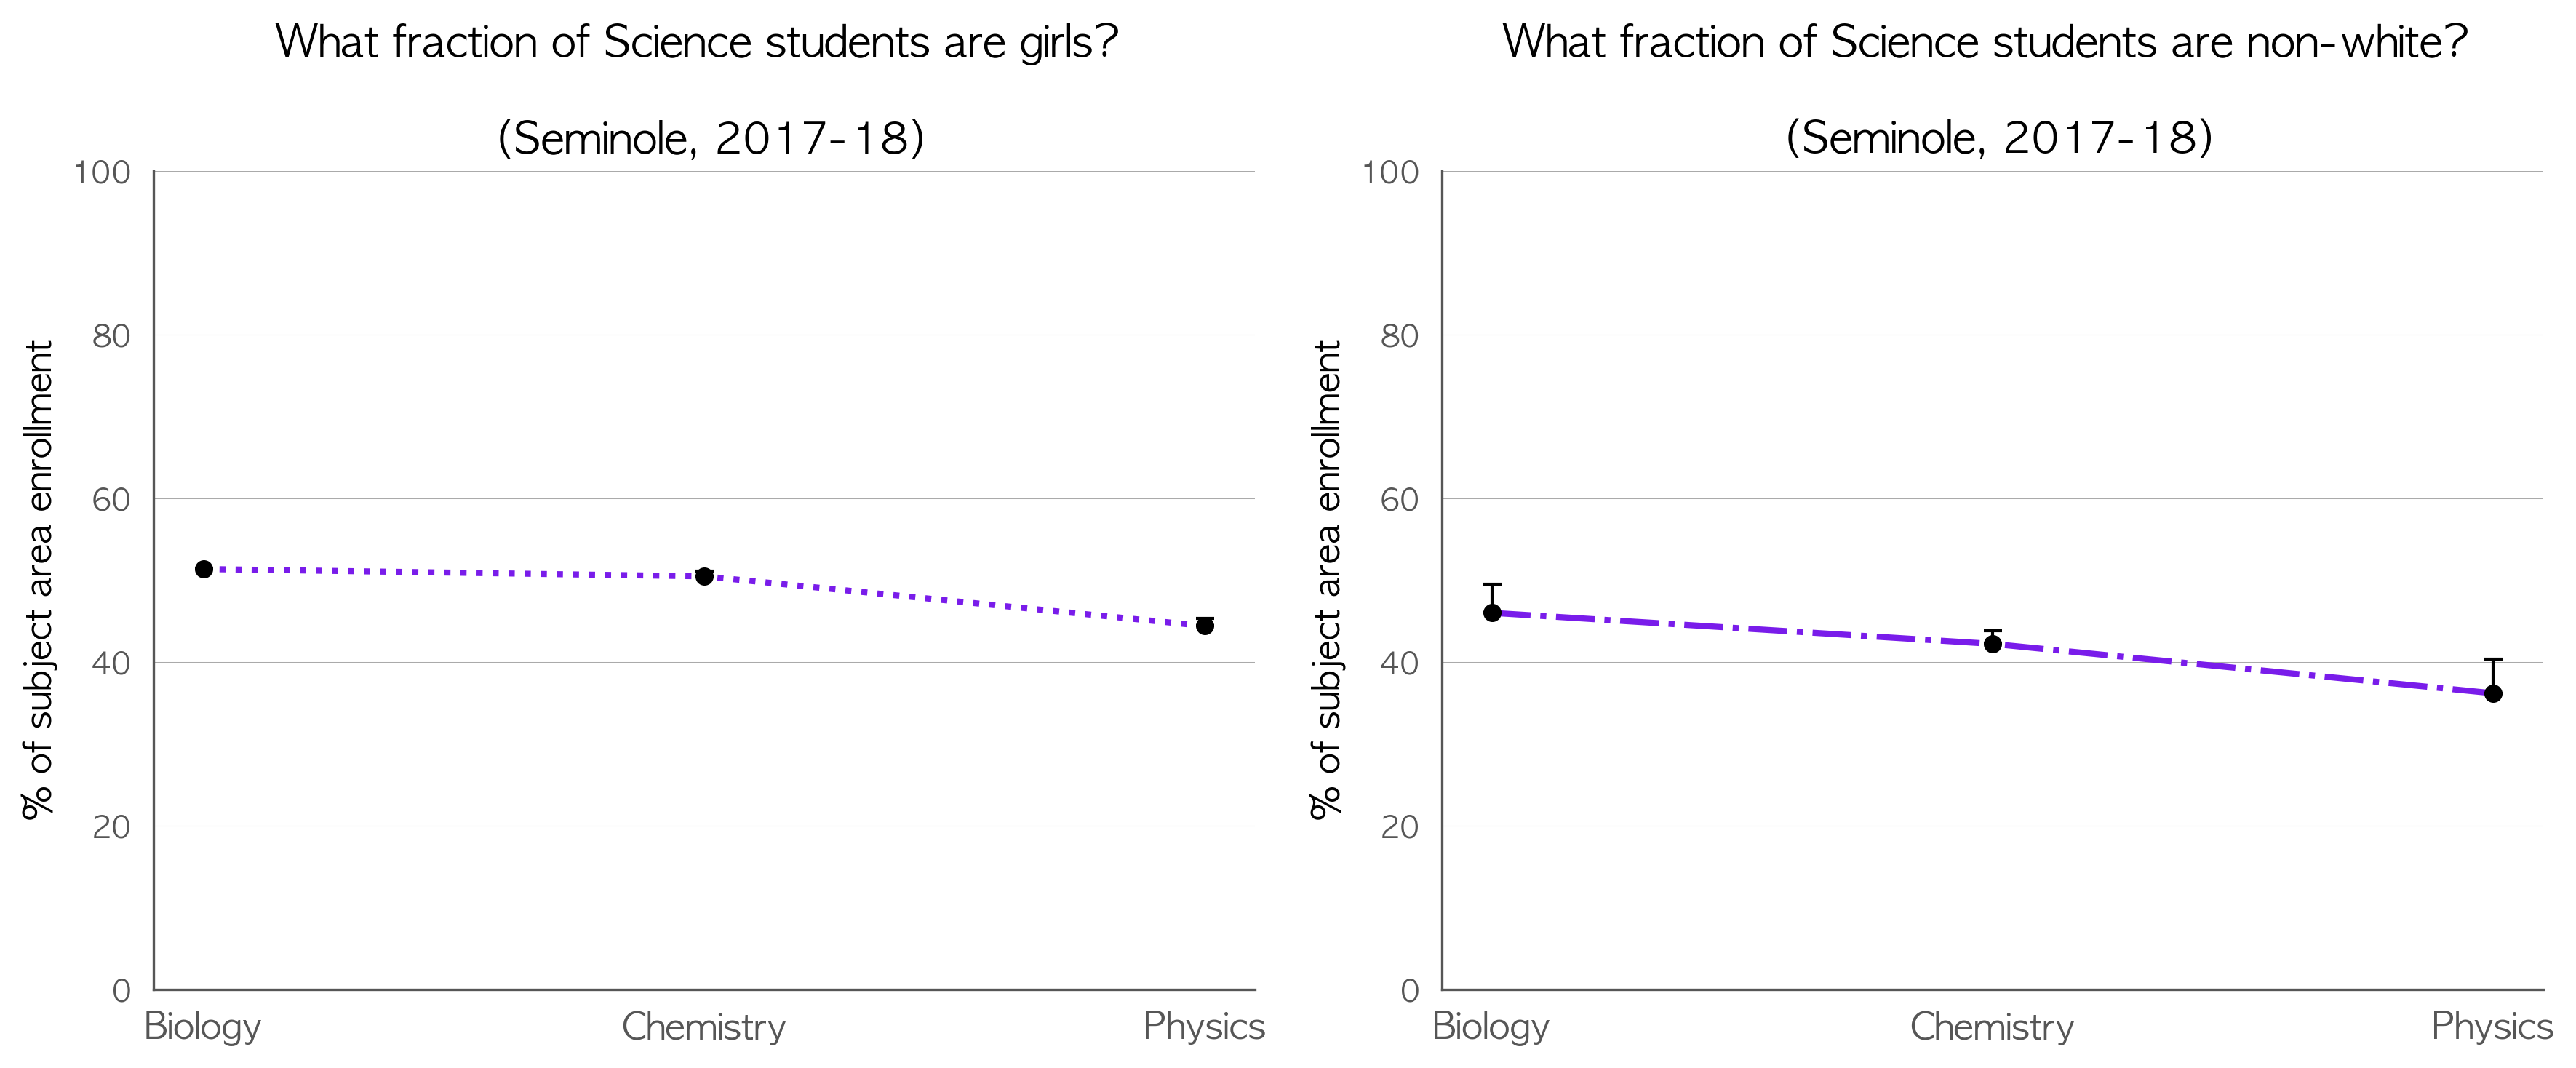 What fraction of Science students are girls?
(Seminole, 2017-18)
100
80
60
40
20
0
% of subject area enrollment
Biology
Chemistry
Physics
What fraction of Science students are non-white?
(Seminole, 2017-18)
100
80
60
40
20
0
% of subject area enrollment
Biology
Chemistry
Physics